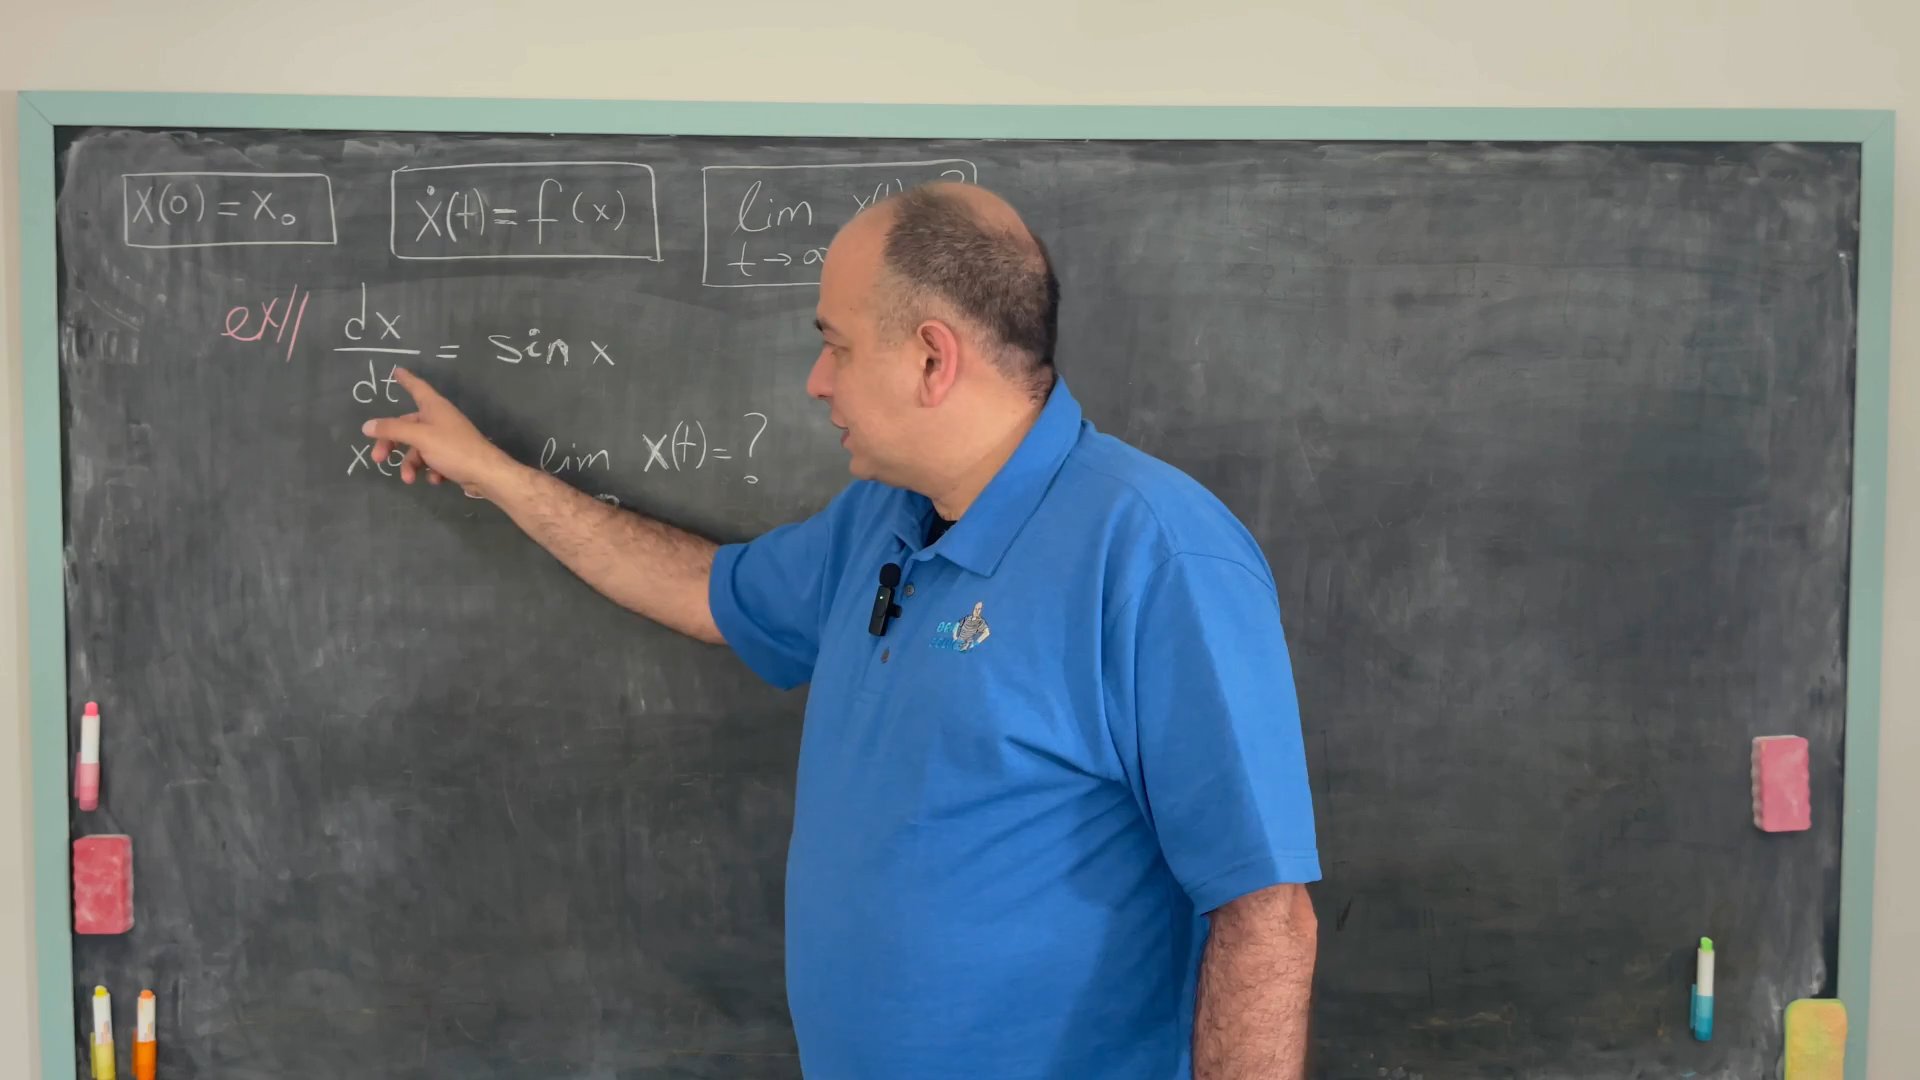 x(0) = x₀
ẋ(t) = f(x)
lim
t →
ex//
dx
dt
= sin x
lim x(t) = ?